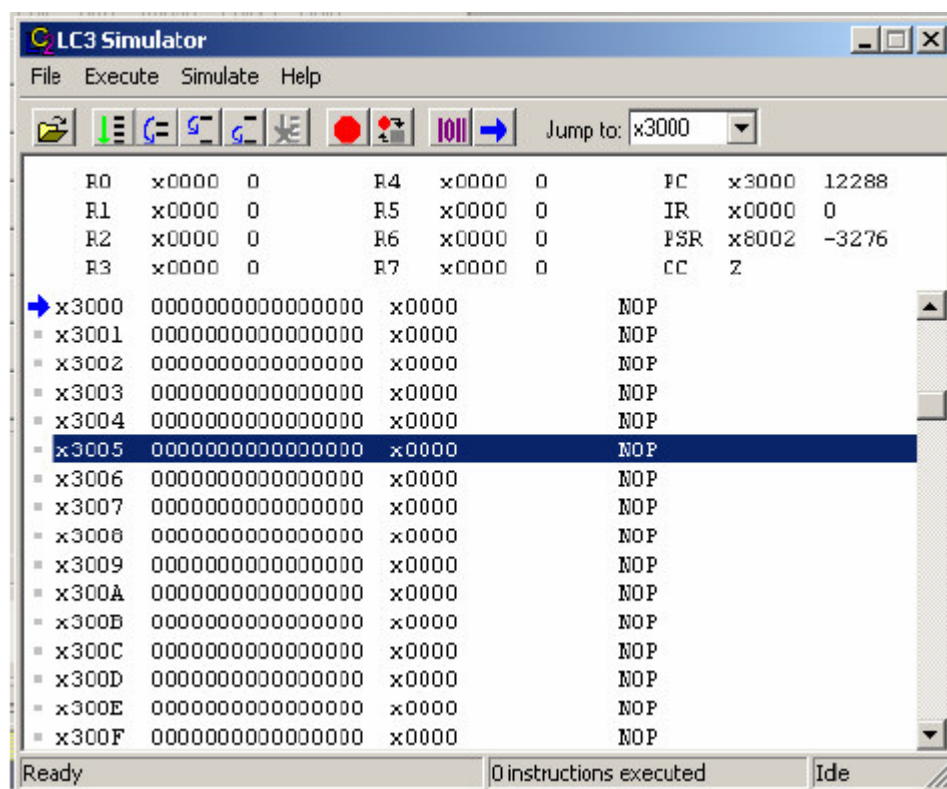 LC3 Simulator
File Execute Simulate Help
Jump to: x3000
R0 x0000 0 R4 x0000 0 PC x3000 12288
R1 x0000 0 R5 x0000 0 IR x0000 0
R2 x0000 0 R6 x0000 0 PSR x8002 -3276
R3 x0000 0 R7 x0000 0 CC Z
x3000 0000000000000000 x0000 NOP
x3001 0000000000000000 x0000 NOP
x3002 0000000000000000 x0000 NOP
x3003 0000000000000000 x0000 NOP
x3004 0000000000000000 x0000 NOP
x3005 0000000000000000 x0000 NOP
x3006 0000000000000000 x0000 NOP
x3007 0000000000000000 x0000 NOP
x3008 0000000000000000 x0000 NOP
x3009 0000000000000000 x0000 NOP
x300A 0000000000000000 x0000 NOP
x300B 0000000000000000 x0000 NOP
x300C 0000000000000000 x0000 NOP
x300D 0000000000000000 x0000 NOP
x300E 0000000000000000 x0000 NOP
x300F 0000000000000000 x0000 NOP
Ready 0 instructions executed Idle